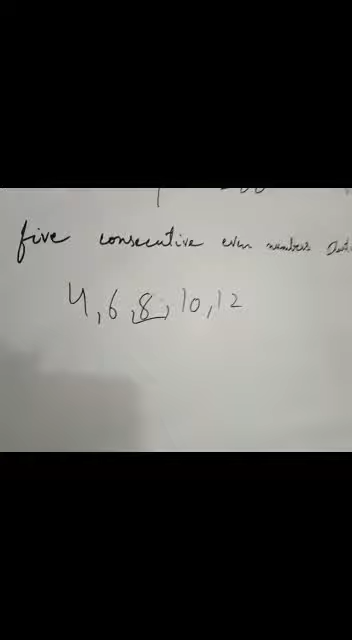 five consecutive even numbers
4, 6, 8, 10, 12